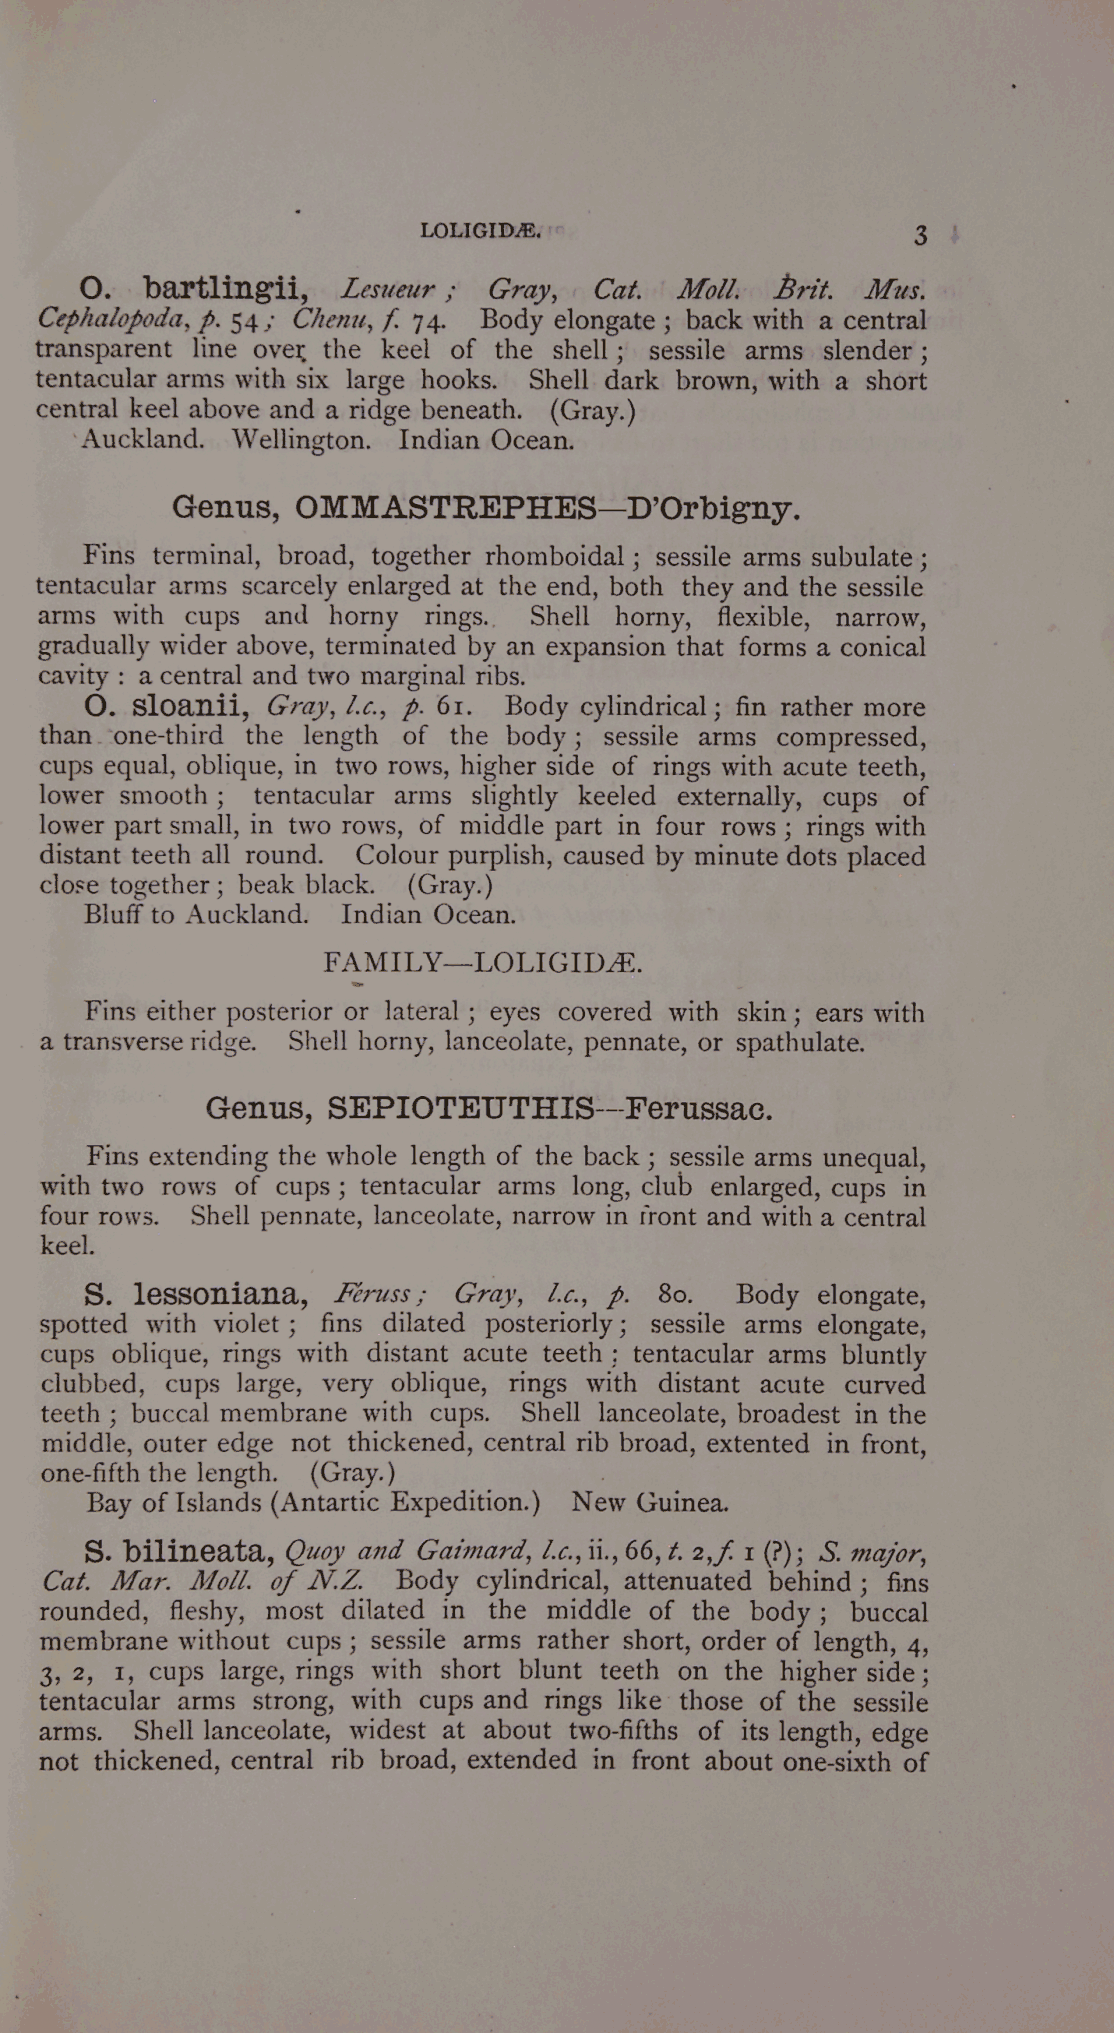 LOLIGIDÆ. 3
O. bartlingii, Lesueur ; Gray, Cat. Moll. Brit. Mus.
Cephalopoda, p. 54 ; Chenu, f. 74. Body elongate ; back with a central
transparent line over the keel of the shell ; sessile arms slender ;
tentacular arms with six large hooks. Shell dark brown, with a short
central keel above and a ridge beneath. (Gray.)
Auckland. Wellington. Indian Ocean.
Genus, OMMASTREPHES—D'Orbigny.
Fins terminal, broad, together rhomboidal ; sessile arms subulate ;
tentacular arms scarcely enlarged at the end, both they and the sessile
arms with cups and horny rings. Shell horny, flexible, narrow,
gradually wider above, terminated by an expansion that forms a conical
cavity : a central and two marginal ribs.
O. sloanii, Gray, l.c., p. 61. Body cylindrical ; fin rather more
than one-third the length of the body ; sessile arms compressed,
cups equal, oblique, in two rows, higher side of rings with acute teeth,
lower smooth ; tentacular arms slightly keeled externally, cups of
lower part small, in two rows, of middle part in four rows ; rings with
distant teeth all round. Colour purplish, caused by minute dots placed
close together ; beak black. (Gray.)
Bluff to Auckland. Indian Ocean.
FAMILY—LOLIGIDÆ.
Fins either posterior or lateral ; eyes covered with skin ; ears with
a transverse ridge. Shell horny, lanceolate, pennate, or spathulate.
Genus, SEPIOTEUTHIS—Ferussac.
Fins extending the whole length of the back ; sessile arms unequal,
with two rows of cups ; tentacular arms long, club enlarged, cups in
four rows. Shell pennate, lanceolate, narrow in front and with a central
keel.
S. lessoniana, Féruss ; Gray, l.c., p. 80. Body elongate,
spotted with violet ; fins dilated posteriorly ; sessile arms elongate,
cups oblique, rings with distant acute teeth ; tentacular arms bluntly
clubbed, cups large, very oblique, rings with distant acute curved
teeth ; buccal membrane with cups. Shell lanceolate, broadest in the
middle, outer edge not thickened, central rib broad, extented in front,
one-fifth the length. (Gray.)
Bay of Islands (Antartic Expedition.) New Guinea.
S. bilineata, Quoy and Gaimard, l.c., ii., 66, t. 2, f. 1 (?) ; S. major,
Cat. Mar. Moll. of N.Z. Body cylindrical, attenuated behind ; fins
rounded, fleshy, most dilated in the middle of the body ; buccal
membrane without cups ; sessile arms rather short, order of length, 4,
3, 2, 1, cups large, rings with short blunt teeth on the higher side ;
tentacular arms strong, with cups and rings like those of the sessile
arms. Shell lanceolate, widest at about two-fifths of its length, edge
not thickened, central rib broad, extended in front about one-sixth of